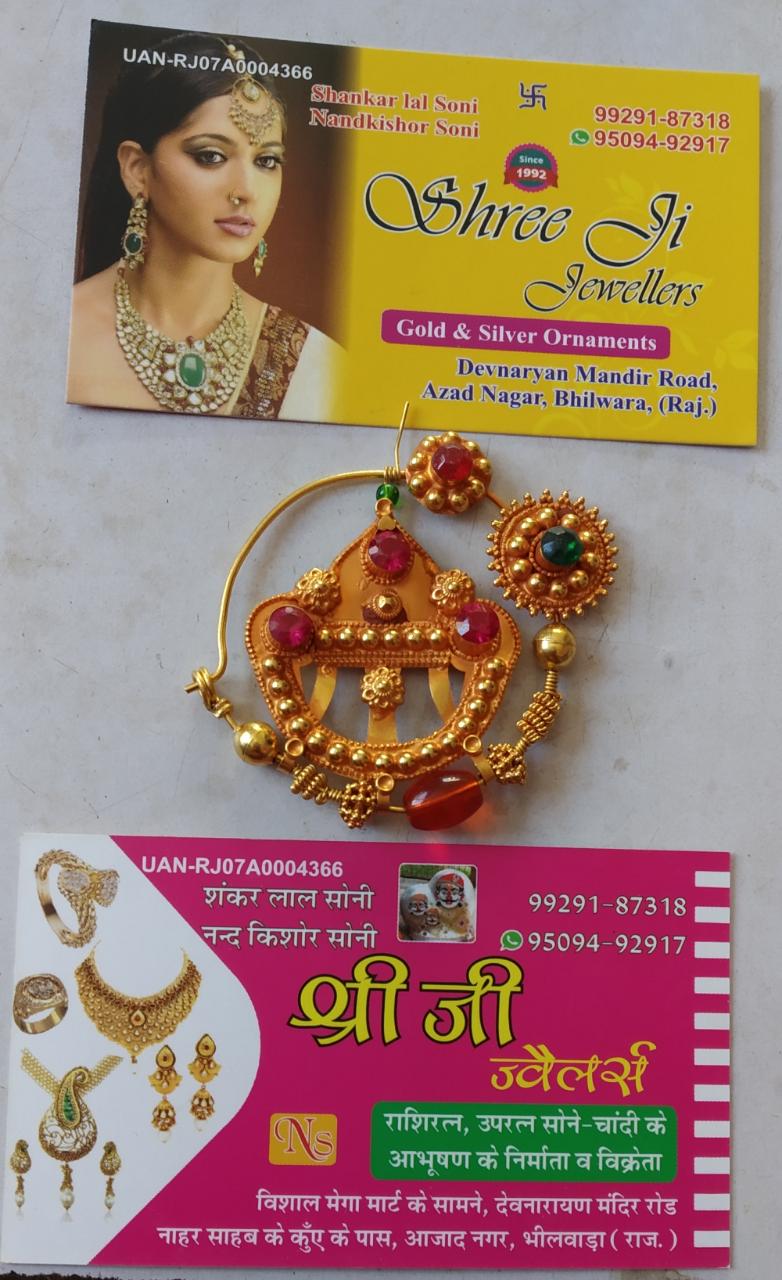 UAN-RJ07A0004366
Shankar lal Soni
Nandkishor Soni
卐
99291-87318
95094-92917
Since
1992
Shree Ji
Jewellers
Gold & Silver Ornaments
Devnaryan Mandir Road,
Azad Nagar, Bhilwara, (Raj.)
UAN-RJ07A0004366
शंकर लाल सोनी
नन्द किशोर सोनी
99291-87318
95094-92917
श्री जी
ज्वैलर्स
Ns
राशिरत्न, उपरत्न सोने-चांदी के
आभूषण के निर्माता व विक्रेता
विशाल मेगा मार्ट के सामने, देवनारायण मंदिर रोड
नाहर साहब के कुँए के पास, आजाद नगर, भीलवाड़ा ( राज. )